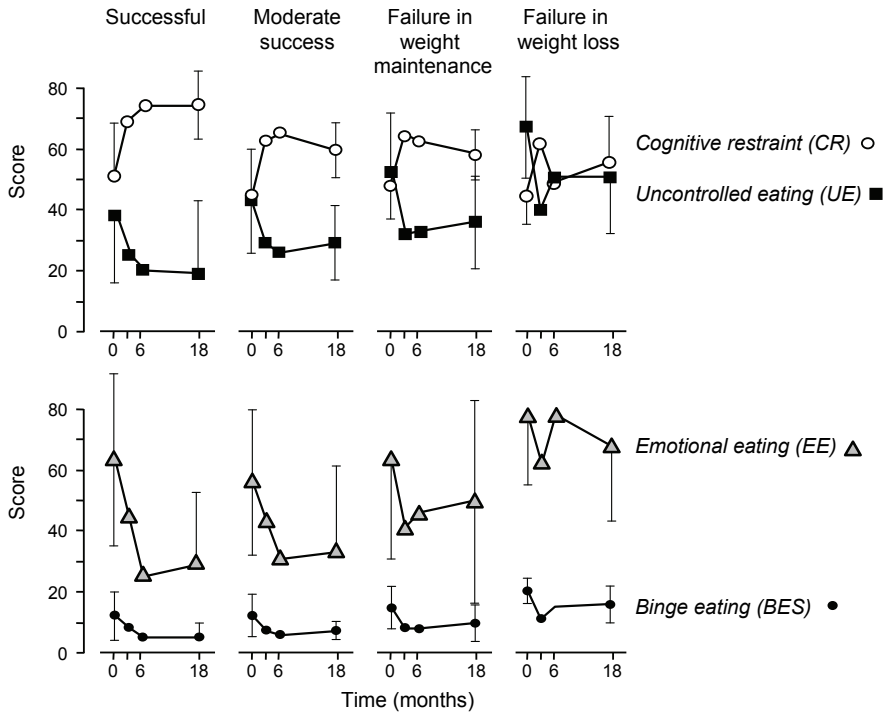 Successful
Moderate
success
Failure in
weight
maintenance
Failure in
weight loss
Score
80
60
40
20
0
Cognitive restraint (CR)
Uncontrolled eating (UE)
0 6 18
0 6 18
0 6 18
0 6 18
Score
80
60
40
20
0
Emotional eating (EE)
Binge eating (BES)
0 6 18
0 6 18
0 6 18
0 6 18
Time (months)